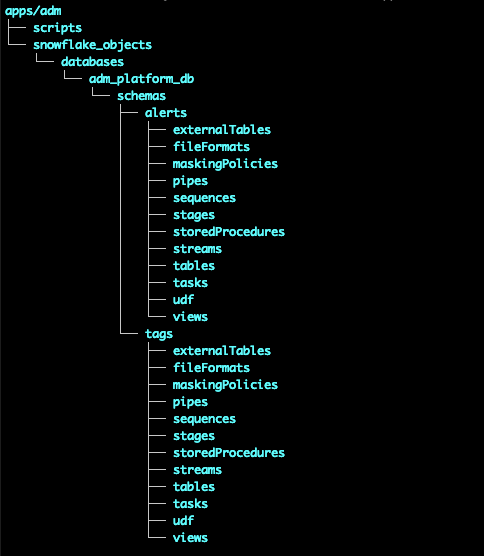 apps/adm
├── scripts
└── snowflake_objects
    └── databases
        └── adm_platform_db
            └── schemas
                ├── alerts
                │   ├── externalTables
                │   ├── fileFormats
                │   ├── maskingPolicies
                │   ├── pipes
                │   ├── sequences
                │   ├── stages
                │   ├── storedProcedures
                │   ├── streams
                │   ├── tables
                │   ├── tasks
                │   ├── udf
                │   └── views
                └── tags
                    ├── externalTables
                    ├── fileFormats
                    ├── maskingPolicies
                    ├── pipes
                    ├── sequences
                    ├── stages
                    ├── storedProcedures
                    ├── streams
                    ├── tables
                    ├── tasks
                    ├── udf
                    └── views